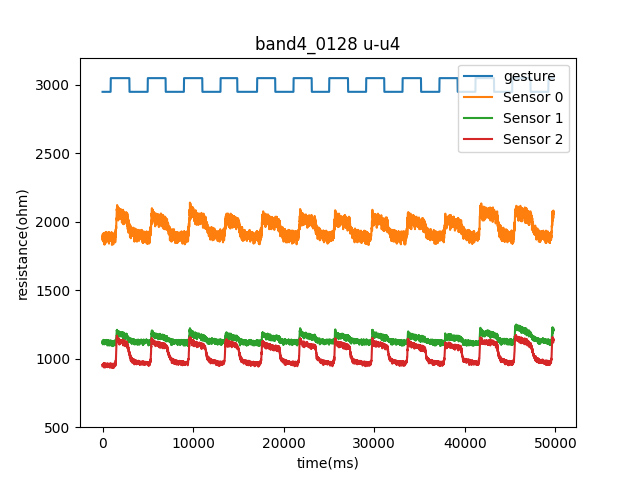 band4_0128 u-u4
gesture
Sensor 0
Sensor 1
Sensor 2
3000
2500
2000
1500
1000
500
resistance(ohm)
0 10000 20000 30000 40000 50000
time(ms)